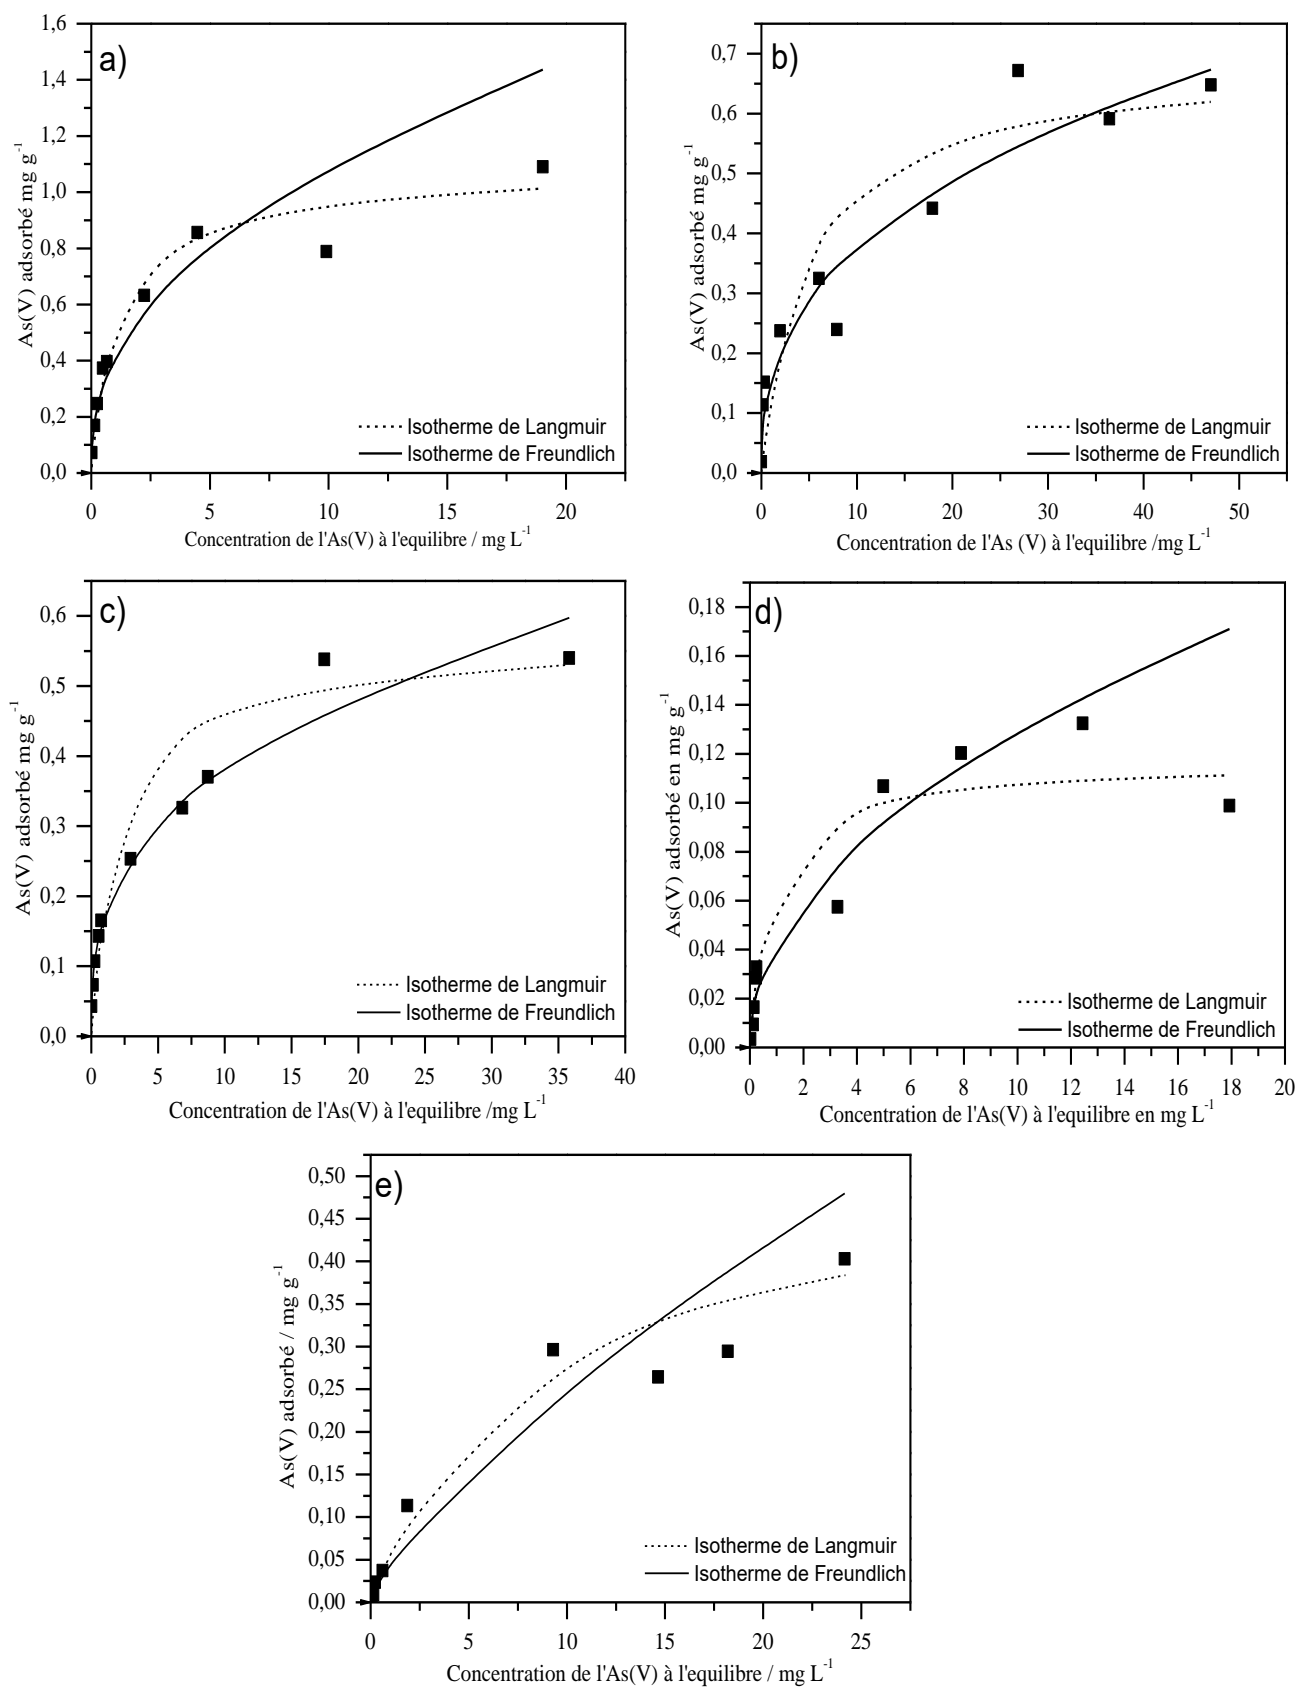 a)
As(V) adsorbé mg g⁻¹
1,6
1,4
1,2
1,0
0,8
0,6
0,4
0,2
0,0
Isotherme de Langmuir
Isotherme de Freundlich
0 5 10 15 20
Concentration de l'As(V) à l'equilibre / mg L⁻¹
b)
As(V) adsorbé mg g⁻¹
0,7
0,6
0,5
0,4
0,3
0,2
0,1
0,0
Isotherme de Langmuir
Isotherme de Freundlich
0 10 20 30 40 50
Concentration de l'As (V) à l'equilibre /mg L⁻¹
c)
As(V) adsorbé mg g⁻¹
0,6
0,5
0,4
0,3
0,2
0,1
0,0
Isotherme de Langmuir
Isotherme de Freundlich
0 5 10 15 20 25 30 35 40
Concentration de l'As(V) à l'equilibre /mg L⁻¹
d)
As(V) adsorbé en mg g⁻¹
0,18
0,16
0,14
0,12
0,10
0,08
0,06
0,04
0,02
0,00
Isotherme de Langmuir
Isotherme de Freundlich
0 2 4 6 8 10 12 14 16 18 20
Concentration de l'As(V) à l'equilibre en mg L⁻¹
e)
As(V) adsorbé / mg g⁻¹
0,50
0,45
0,40
0,35
0,30
0,25
0,20
0,15
0,10
0,05
0,00
Isotherme de Langmuir
Isotherme de Freundlich
0 5 10 15 20 25
Concentration de l'As(V) à l'equilibre / mg L⁻¹